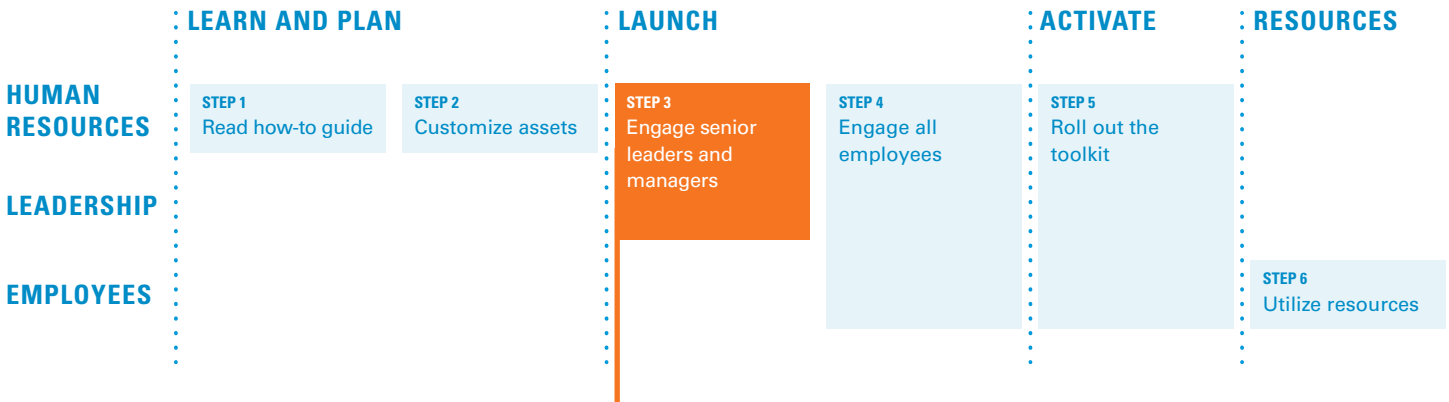 LEARN AND PLAN
LAUNCH
ACTIVATE
RESOURCES
HUMAN
RESOURCES
STEP 1
Read how-to guide
STEP 2
Customize assets
STEP 3
Engage senior
leaders and
managers
STEP 4
Engage all
employees
STEP 5
Roll out the
toolkit
LEADERSHIP
EMPLOYEES
STEP 6
Utilize resources